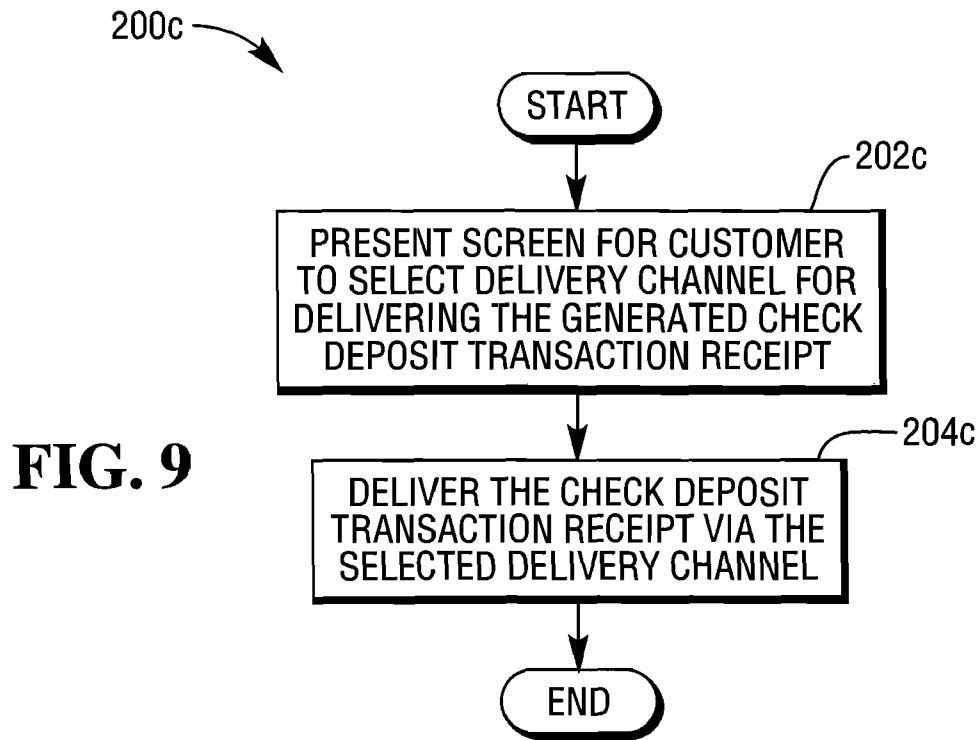 200c
START
202c
PRESENT SCREEN FOR CUSTOMER
TO SELECT DELIVERY CHANNEL FOR
DELIVERING THE GENERATED CHECK
DEPOSIT TRANSACTION RECEIPT
204c
FIG. 9
DELIVER THE CHECK DEPOSIT
TRANSACTION RECEIPT VIA THE
SELECTED DELIVERY CHANNEL
END